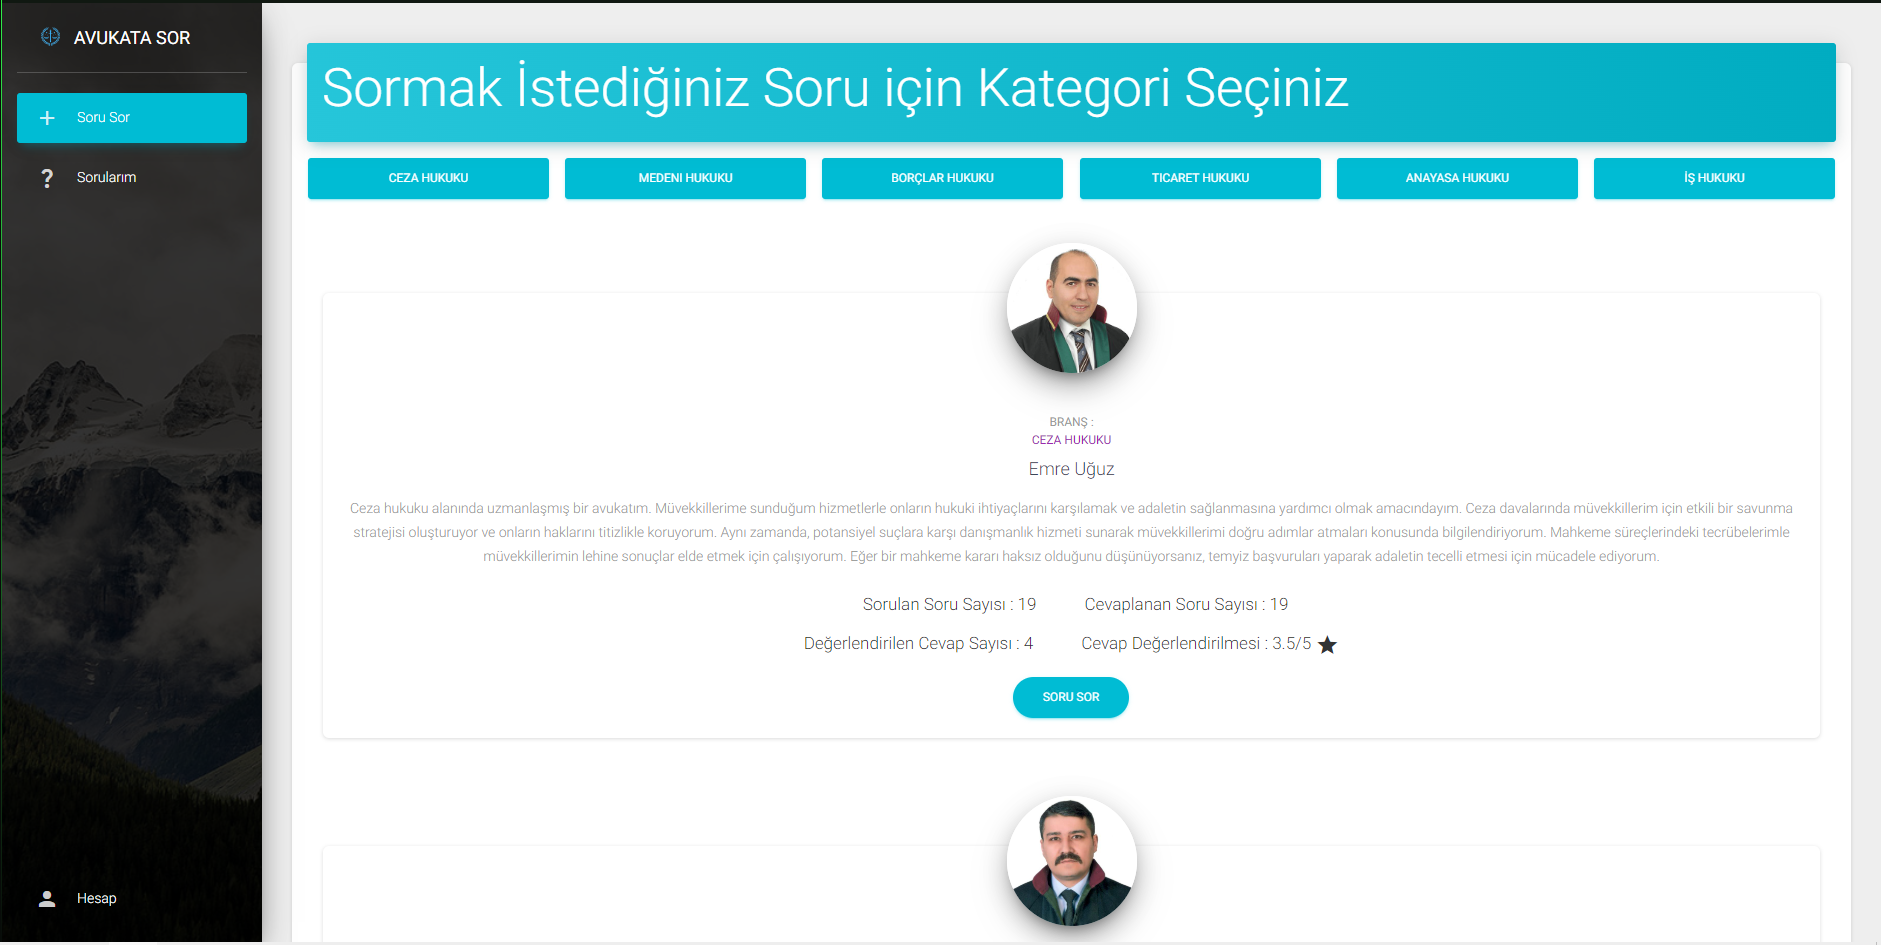 AVUKATA SOR
Soru Sor
Sorularım
Hesap
Sormak İstediğiniz Soru için Kategori Seçiniz
CEZA HUKUKU
MEDENI HUKUKU
BORÇLAR HUKUKU
TICARET HUKUKU
ANAYASA HUKUKU
İŞ HUKUKU
BRANŞ :
CEZA HUKUKU
Emre Uğuz
Ceza hukuku alanında uzmanlaşmış bir avukatım. Müvekkillerime sunduğum hizmetlerle onların hukuki ihtiyaçlarını karşılamak ve adaletin sağlanmasına yardımcı olmak amacındayım. Ceza davalarında müvekkillerim için etkili bir savunma
stratejisi oluşturuyor ve onların haklarını titizlikle koruyorum. Aynı zamanda, potansiyel suçlara karşı danışmanlık hizmeti sunarak müvekkillerimi doğru adımlar atmaları konusunda bilgilendiriyorum. Mahkeme süreçlerindeki tecrübelerimle
müvekkillerimin lehine sonuçlar elde etmek için çalışıyorum. Eğer bir mahkeme kararı haksız olduğunu düşünüyorsanız, temyiz başvuruları yaparak adaletin tecelli etmesi için mücadele ediyorum.
Sorulan Soru Sayısı : 19
Cevaplanan Soru Sayısı : 19
Değerlendirilen Cevap Sayısı : 4
Cevap Değerlendirilmesi : 3.5/5
SORU SOR